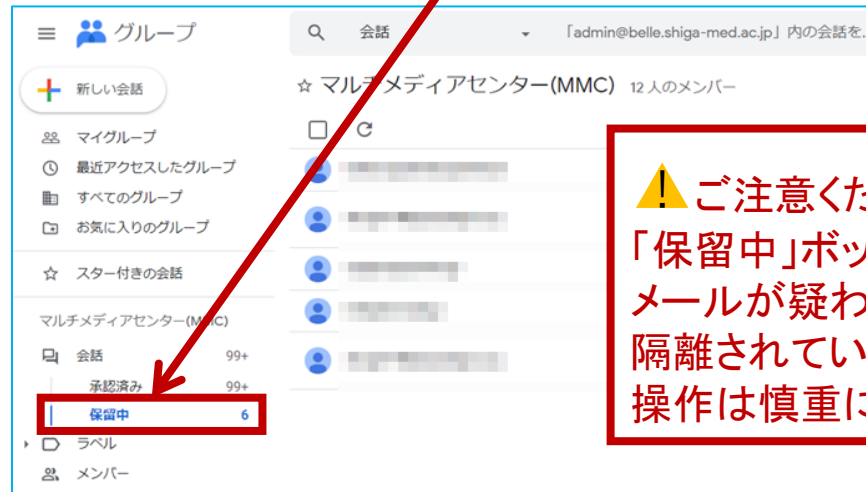 グループ
会話
「admin@belle.shiga-med.ac.jp」内の会話を...
新しい会話
マルチメディアセンター(MMC) 12 人のメンバー
マイグループ
最近アクセスしたグループ
すべてのグループ
お気に入りのグループ
スター付きの会話
マルチメディアセンター(MMC)
会話 99+
承認済み 99+
保留中 6
ラベル
メンバー
ご注意くだ
「保留中」ボッ
メールが疑わ
隔離されてい
操作は慎重に